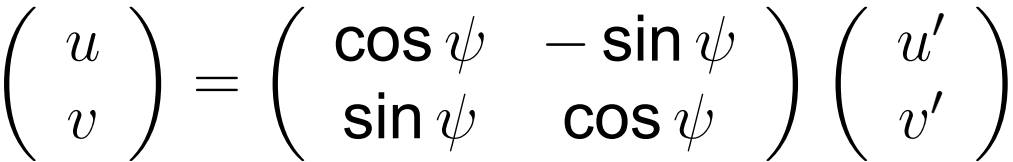 ( u ) = ( cos ψ − sin ψ ) ( u′ )
( v ) ( sin ψ cos ψ ) ( v′ )